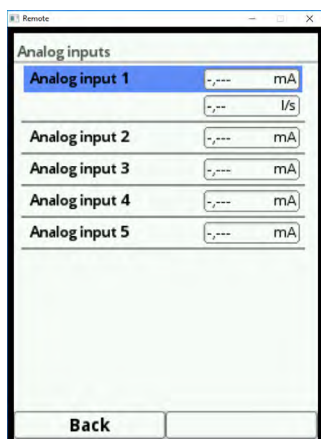 Remote
Analog inputs
Analog input 1 -,--- mA
-,-- l/s
Analog input 2 -,--- mA
Analog input 3 -,--- mA
Analog input 4 -,--- mA
Analog input 5 -,--- mA
Back